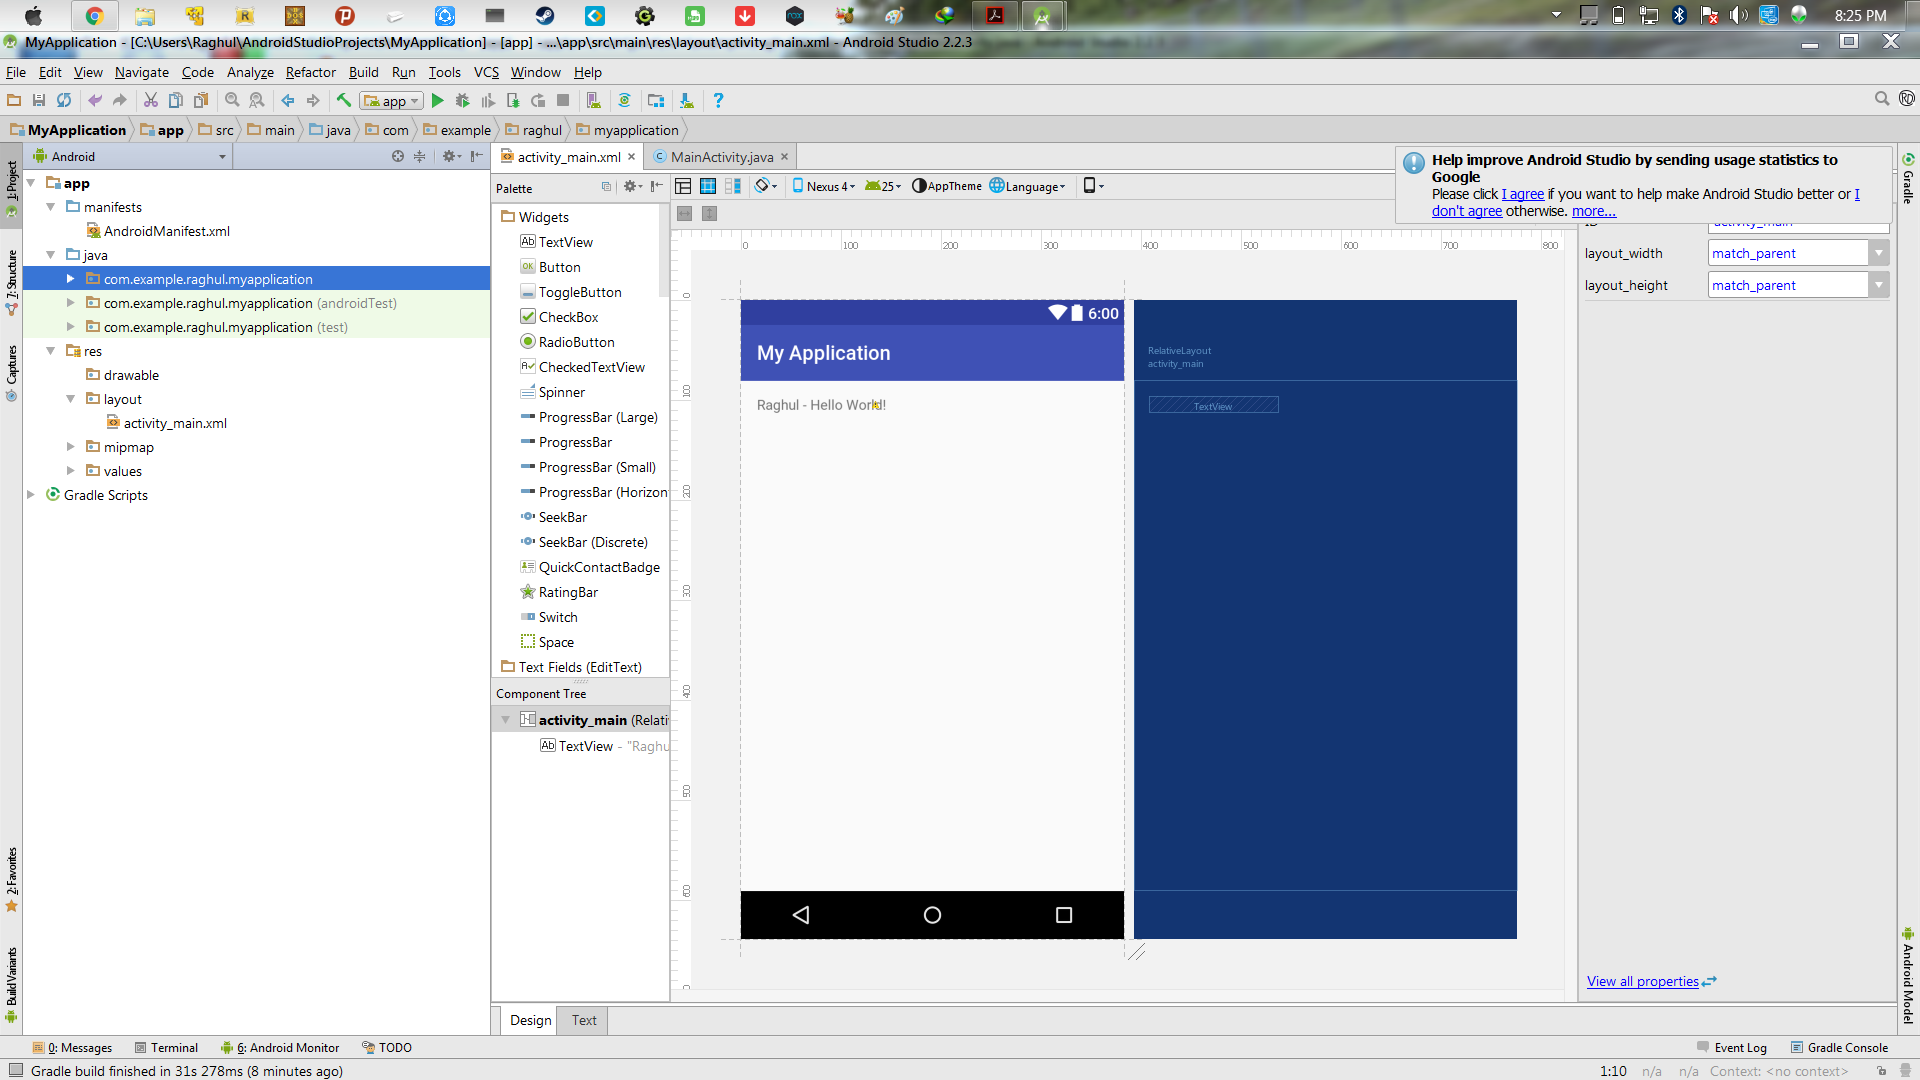 8:25 PM
MyApplication - [C:\Users\Raghul\AndroidStudioProjects\MyApplication] - [app] - ...\app\src\main\res\layout\activity_main.xml - Android Studio 2.2.3
File Edit View Navigate Code Analyze Refactor Build Run Tools VCS Window Help
app
MyApplication app src main java com example raghul myapplication
Android
activity_main.xml
MainActivity.java
1: Project
7: Structure
Captures
2: Favorites
Build Variants
app
manifests
AndroidManifest.xml
java
com.example.raghul.myapplication
com.example.raghul.myapplication (androidTest)
com.example.raghul.myapplication (test)
res
drawable
layout
activity_main.xml
mipmap
values
Gradle Scripts
Palette
Widgets
TextView
Button
ToggleButton
CheckBox
RadioButton
CheckedTextView
Spinner
ProgressBar (Large)
ProgressBar
ProgressBar (Small)
ProgressBar (Horizon
SeekBar
SeekBar (Discrete)
QuickContactBadge
RatingBar
Switch
Space
Text Fields (EditText)
Component Tree
activity_main (Relati
Ab TextView - "Raghu
Nexus 4 25 AppTheme Language
0 100 200 300 400 500 600 700 800
0
100
200
300
400
500
600
6:00
My Application
Raghul - Hello World!
RelativeLayout
activity_main
TextView
Help improve Android Studio by sending usage statistics to
Google
Please click I agree if you want to help make Android Studio better or I
don't agree otherwise. more...
layout_width match_parent
layout_height match_parent
View all properties
Gradle
Android Model
Design Text
0: Messages Terminal 6: Android Monitor TODO
Event Log Gradle Console
Gradle build finished in 31s 278ms (8 minutes ago)
1:10 n/a n/a Context: <no context>